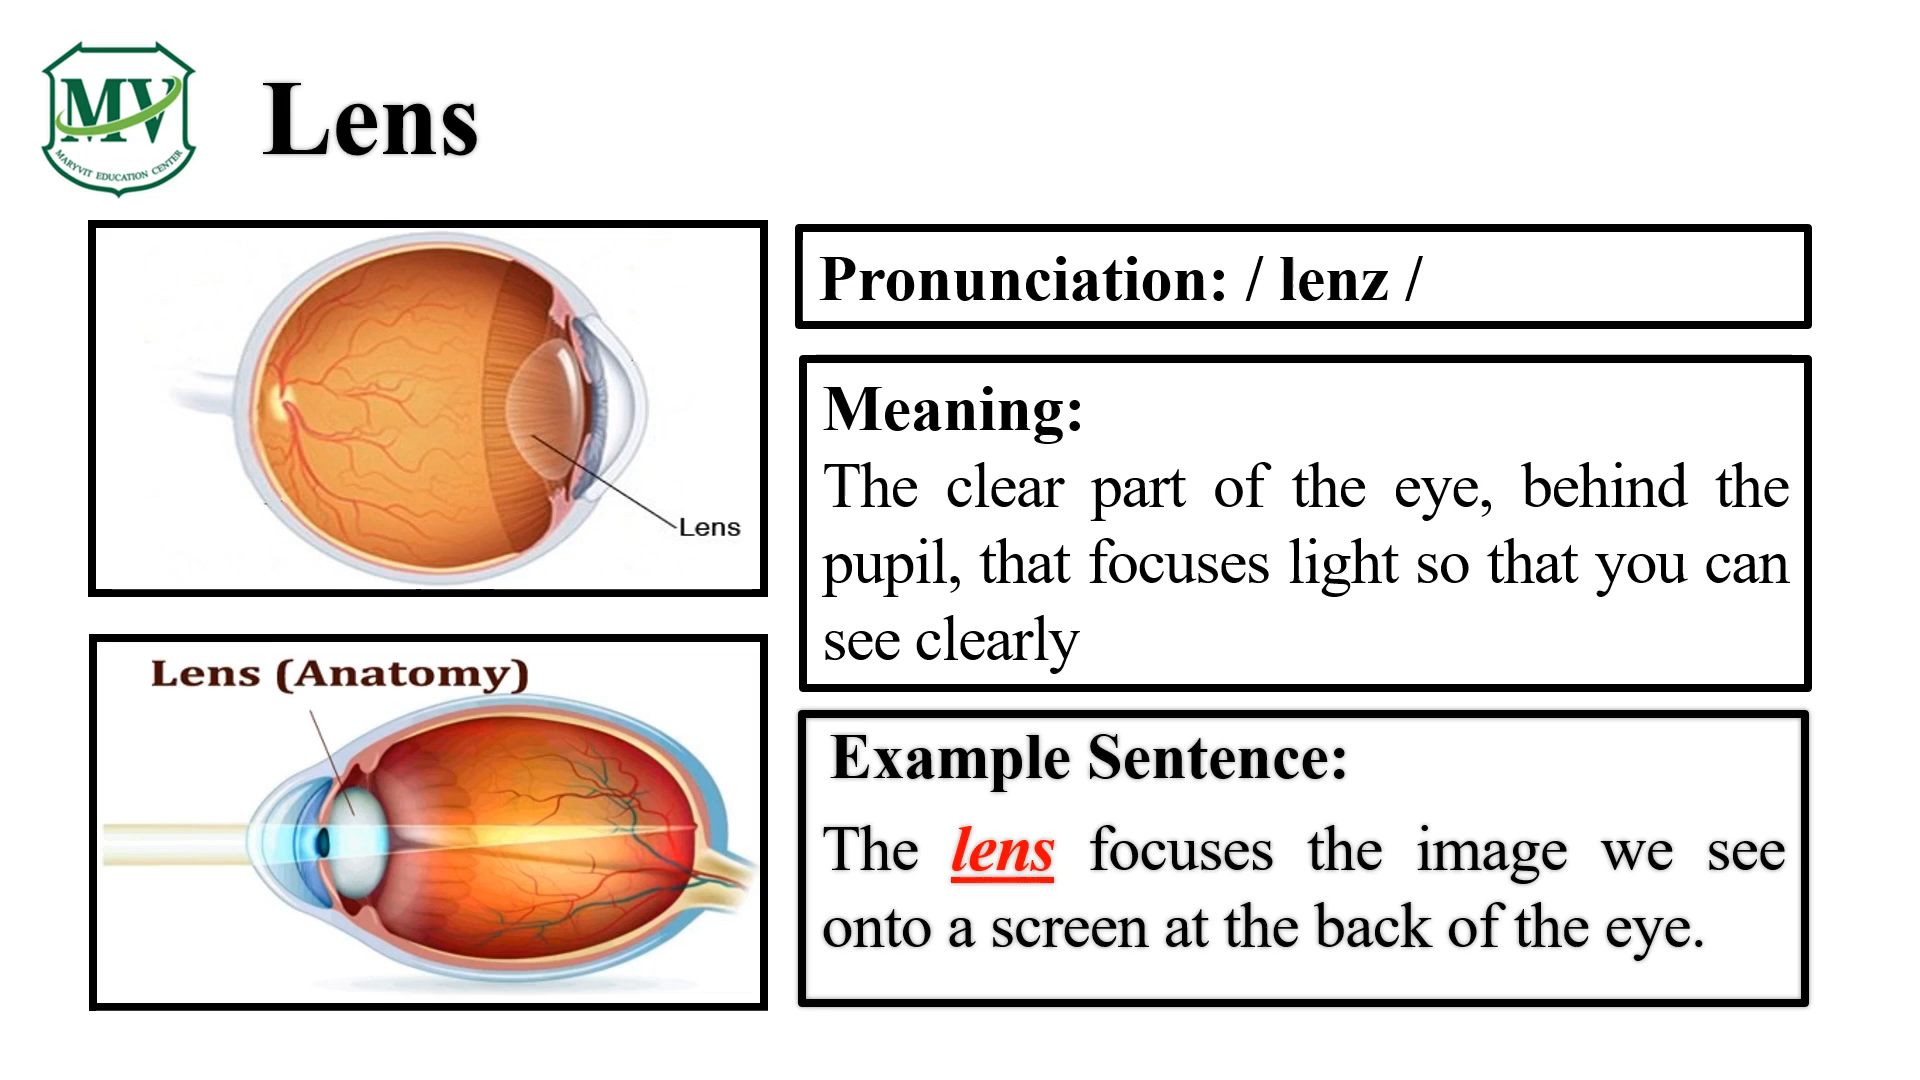 MV
MARYVIT EDUCATION CENTER
Lens
Lens
Lens (Anatomy)
Pronunciation: / lenz /
Meaning:
The clear part of the eye, behind the
pupil, that focuses light so that you can
see clearly
Example Sentence:
The lens focuses the image we see
onto a screen at the back of the eye.